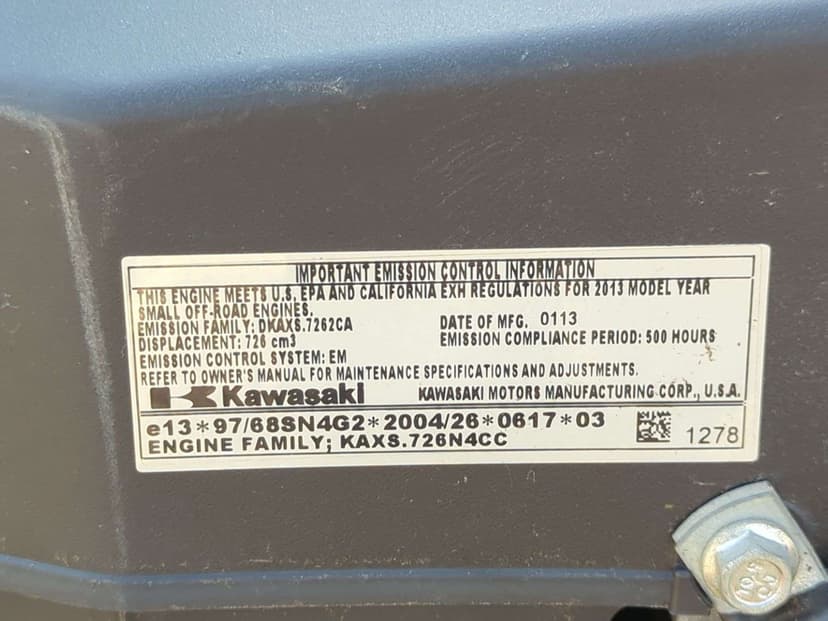 IMPORTANT EMISSION CONTROL INFORMATION
THIS ENGINE MEETS U.S. EPA AND CALIFORNIA EXH REGULATIONS FOR 2013 MODEL YEAR
SMALL OFF-ROAD ENGINES.
EMISSION FAMILY: DKAXS.7262CA DATE OF MFG. 0113
DISPLACEMENT: 726 cm3 EMISSION COMPLIANCE PERIOD: 500 HOURS
EMISSION CONTROL SYSTEM: EM
REFER TO OWNER'S MANUAL FOR MAINTENANCE SPECIFICATIONS AND ADJUSTMENTS.
Kawasaki KAWASAKI MOTORS MANUFACTURING CORP., U.S.A.
e13*97/68SN4G2*2004/26*0617*03
ENGINE FAMILY; KAXS.726N4CC 1278